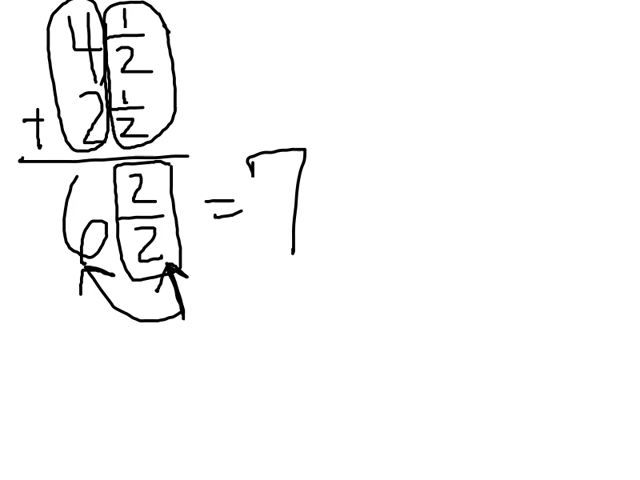 4 1/2
+ 2 1/2
6 2/2 = 7